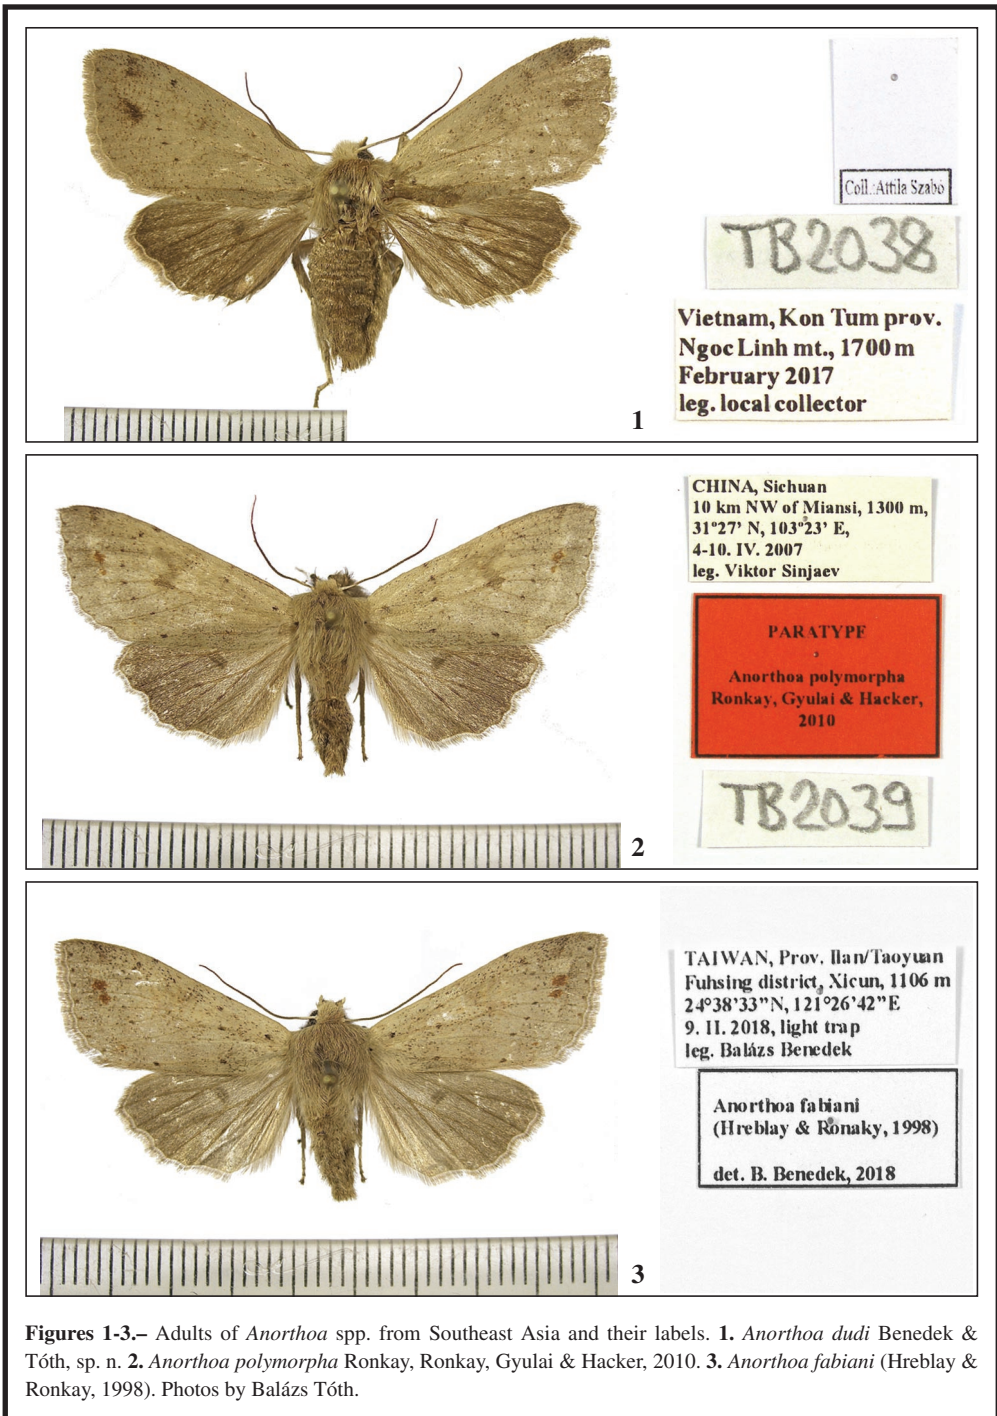 Coll.:Attila Szabó
TB2038
Vietnam, Kon Tum prov.
Ngoc Linh mt., 1700 m
February 2017
leg. local collector
1
CHINA, Sichuan
10 km NW of Miansi, 1300 m,
31°27' N, 103°23' E,
4-10. IV. 2007
leg. Viktor Sinjaev
PARATYPE
Anorthoa polymorpha
Ronkay, Gyulai & Hacker,
2010
TB2039
2
TAIWAN, Prov. Ilan/Taoyuan
Fuhsing district, Xicun, 1106 m
24°38'33"N, 121°26'42"E
9. II. 2018, light trap
leg. Balázs Benedek
Anorthoa fabiani
(Hreblay & Ronaky, 1998)
det. B. Benedek, 2018
3
Figures 1-3.– Adults of Anorthoa spp. from Southeast Asia and their labels. 1. Anorthoa dudi Benedek &
Tóth, sp. n. 2. Anorthoa polymorpha Ronkay, Ronkay, Gyulai & Hacker, 2010. 3. Anorthoa fabiani (Hreblay &
Ronkay, 1998). Photos by Balázs Tóth.